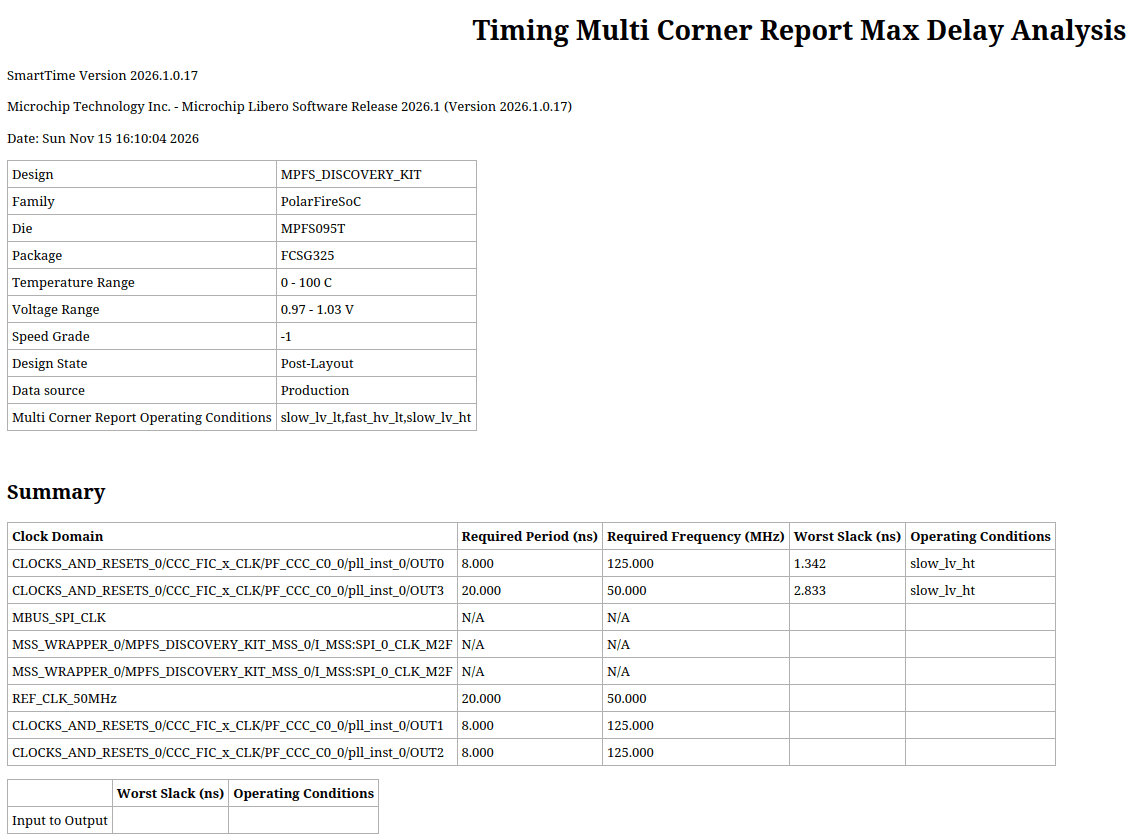 Timing Multi Corner Report Max Delay Analysis
SmartTime Version 2026.1.0.17
Microchip Technology Inc. - Microchip Libero Software Release 2026.1 (Version 2026.1.0.17)
Date: Sun Nov 15 16:10:04 2026
Design MPFS_DISCOVERY_KIT
Family PolarFireSoC
Die MPFS095T
Package FCSG325
Temperature Range 0 - 100 C
Voltage Range 0.97 - 1.03 V
Speed Grade -1
Design State Post-Layout
Data source Production
Multi Corner Report Operating Conditions slow_lv_lt,fast_hv_lt,slow_lv_ht
Summary
Clock Domain Required Period (ns) Required Frequency (MHz) Worst Slack (ns) Operating Conditions
CLOCKS_AND_RESETS_0/CCC_FIC_x_CLK/PF_CCC_C0_0/pll_inst_0/OUT0 8.000 125.000 1.342 slow_lv_ht
CLOCKS_AND_RESETS_0/CCC_FIC_x_CLK/PF_CCC_C0_0/pll_inst_0/OUT3 20.000 50.000 2.833 slow_lv_ht
MBUS_SPI_CLK N/A N/A
MSS_WRAPPER_0/MPFS_DISCOVERY_KIT_MSS_0/I_MSS:SPI_0_CLK_M2F N/A N/A
MSS_WRAPPER_0/MPFS_DISCOVERY_KIT_MSS_0/I_MSS:SPI_0_CLK_M2F N/A N/A
REF_CLK_50MHz 20.000 50.000
CLOCKS_AND_RESETS_0/CCC_FIC_x_CLK/PF_CCC_C0_0/pll_inst_0/OUT1 8.000 125.000
CLOCKS_AND_RESETS_0/CCC_FIC_x_CLK/PF_CCC_C0_0/pll_inst_0/OUT2 8.000 125.000
Worst Slack (ns) Operating Conditions
Input to Output